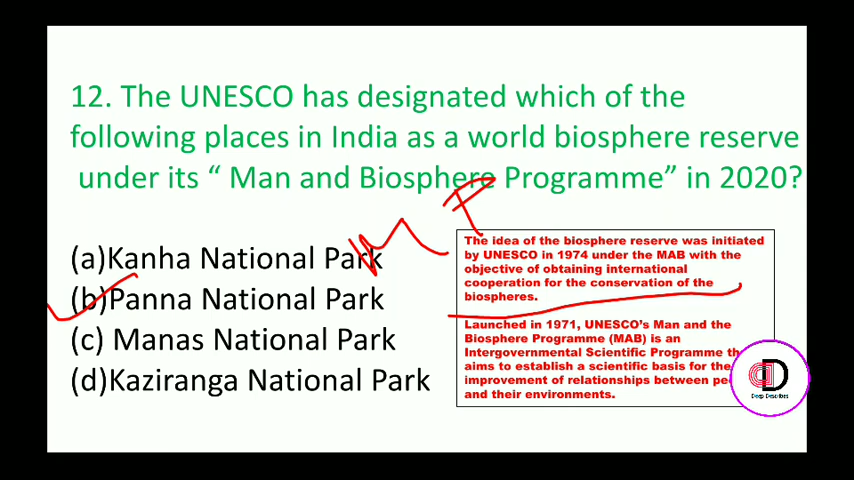 12. The UNESCO has designated which of the
following places in India as a world biosphere reserve
under its “ Man and Biosphere Programme” in 2020?
(a)Kanha National Park
(b)Panna National Park
(c) Manas National Park
(d)Kaziranga National Park
MP
The idea of the biosphere reserve was initiated
by UNESCO in 1974 under the MAB with the
objective of obtaining international
cooperation for the conservation of the
biospheres.
Launched in 1971, UNESCO’s Man and the
Biosphere Programme (MAB) is an
Intergovernmental Scientific Programme
aims to establish a scientific basis for the
improvement of relationships between
and their environments.
D
Deep Describes